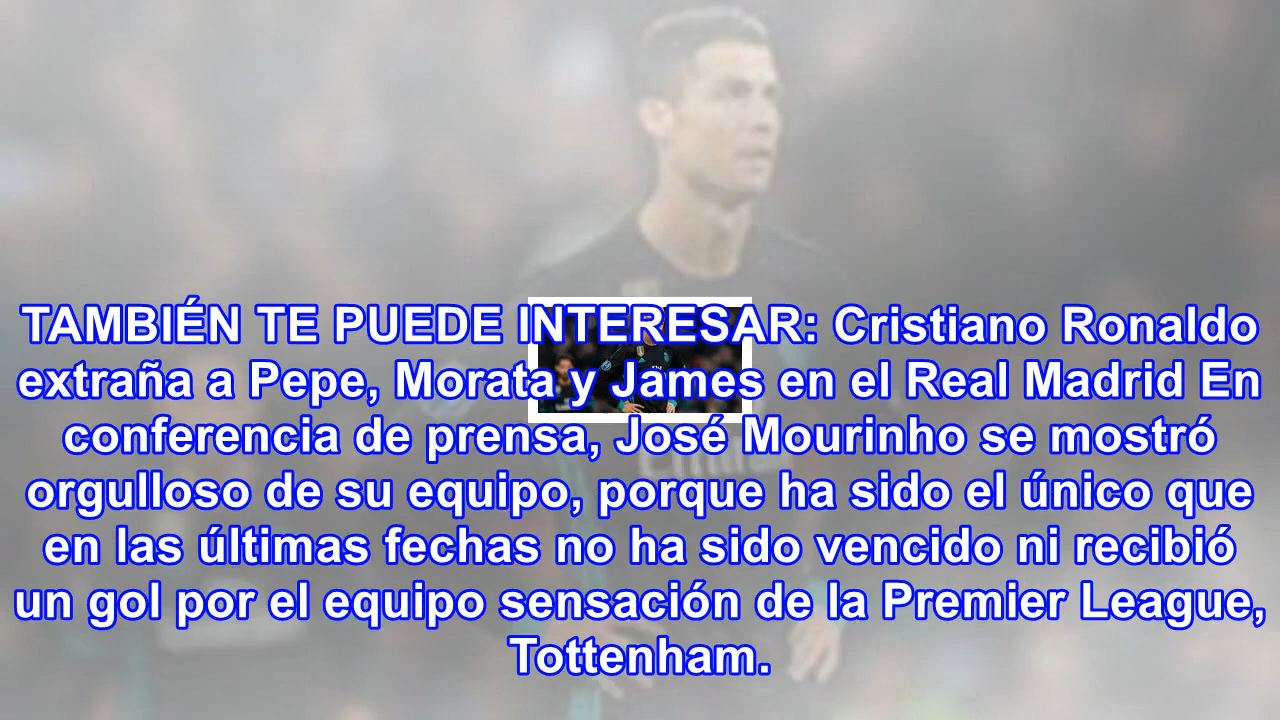 TAMBIÉN TE PUEDE INTERESAR: Cristiano Ronaldo
extraña a Pepe, Morata y James en el Real Madrid En
conferencia de prensa, José Mourinho se mostró
orgulloso de su equipo, porque ha sido el único que
en las últimas fechas no ha sido vencido ni recibió
un gol por el equipo sensación de la Premier League,
Tottenham.